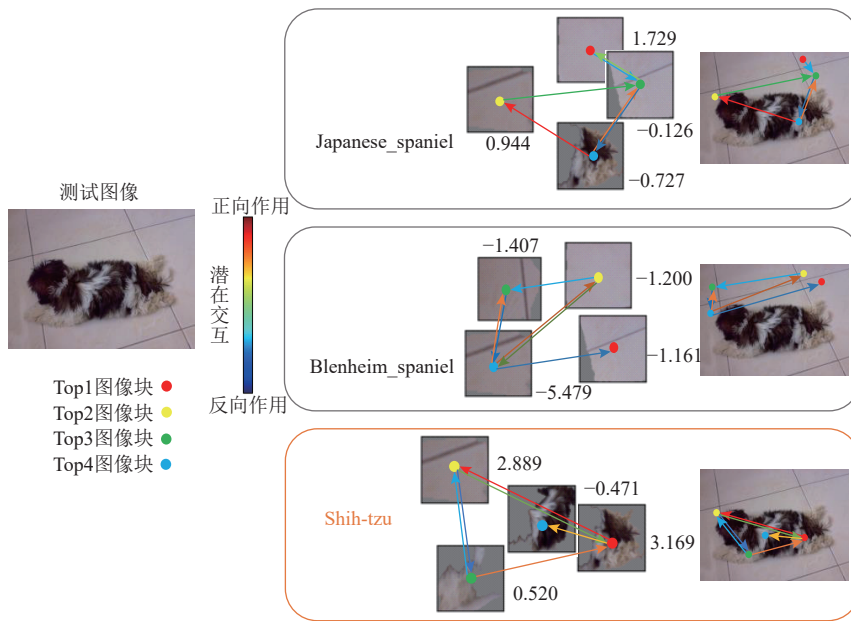 测试图像
正向作用
潜在交互
反向作用
Top1图像块
Top2图像块
Top3图像块
Top4图像块
1.729
0.944
−0.126
−0.727
Japanese_spaniel
−1.407
−1.200
−1.161
−5.479
Blenheim_spaniel
2.889
−0.471
3.169
0.520
Shih-tzu